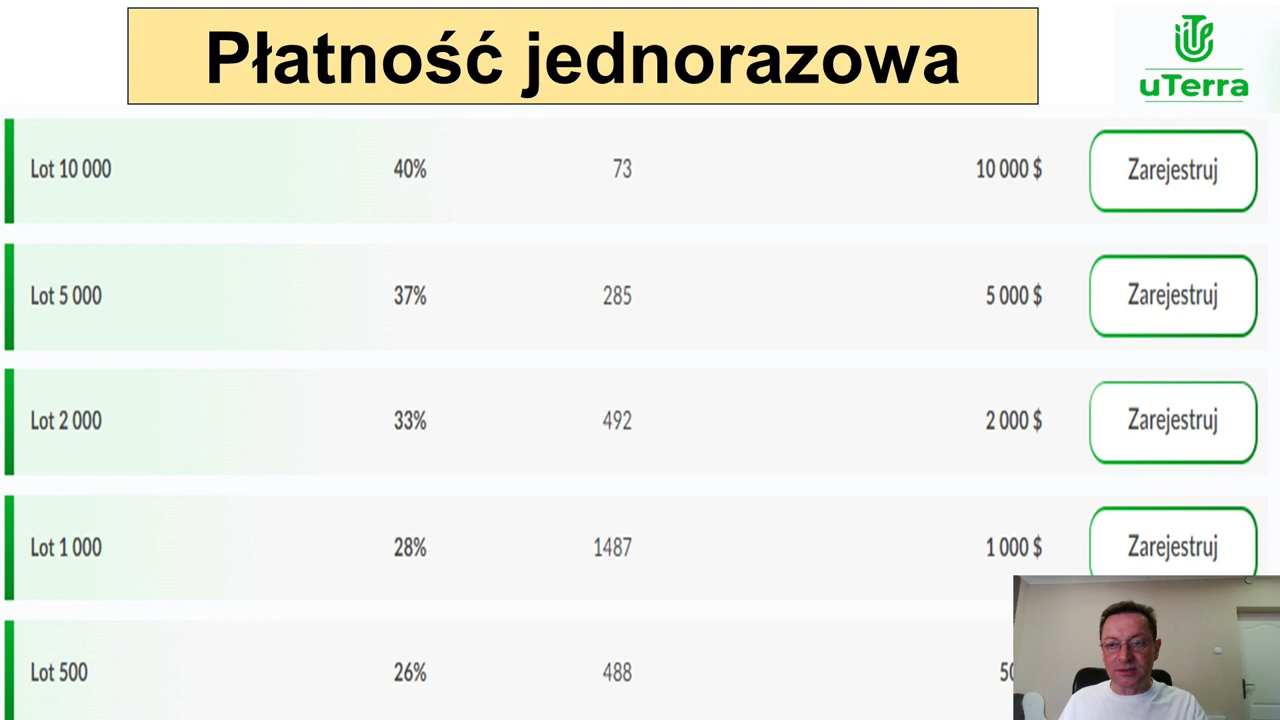 Płatność jednorazowa
uTerra
Lot 10 000 40% 73 10 000 $ Zarejestruj
Lot 5 000 37% 285 5 000 $ Zarejestruj
Lot 2 000 33% 492 2 000 $ Zarejestruj
Lot 1 000 28% 1487 1 000 $ Zarejestruj
Lot 500 26% 488